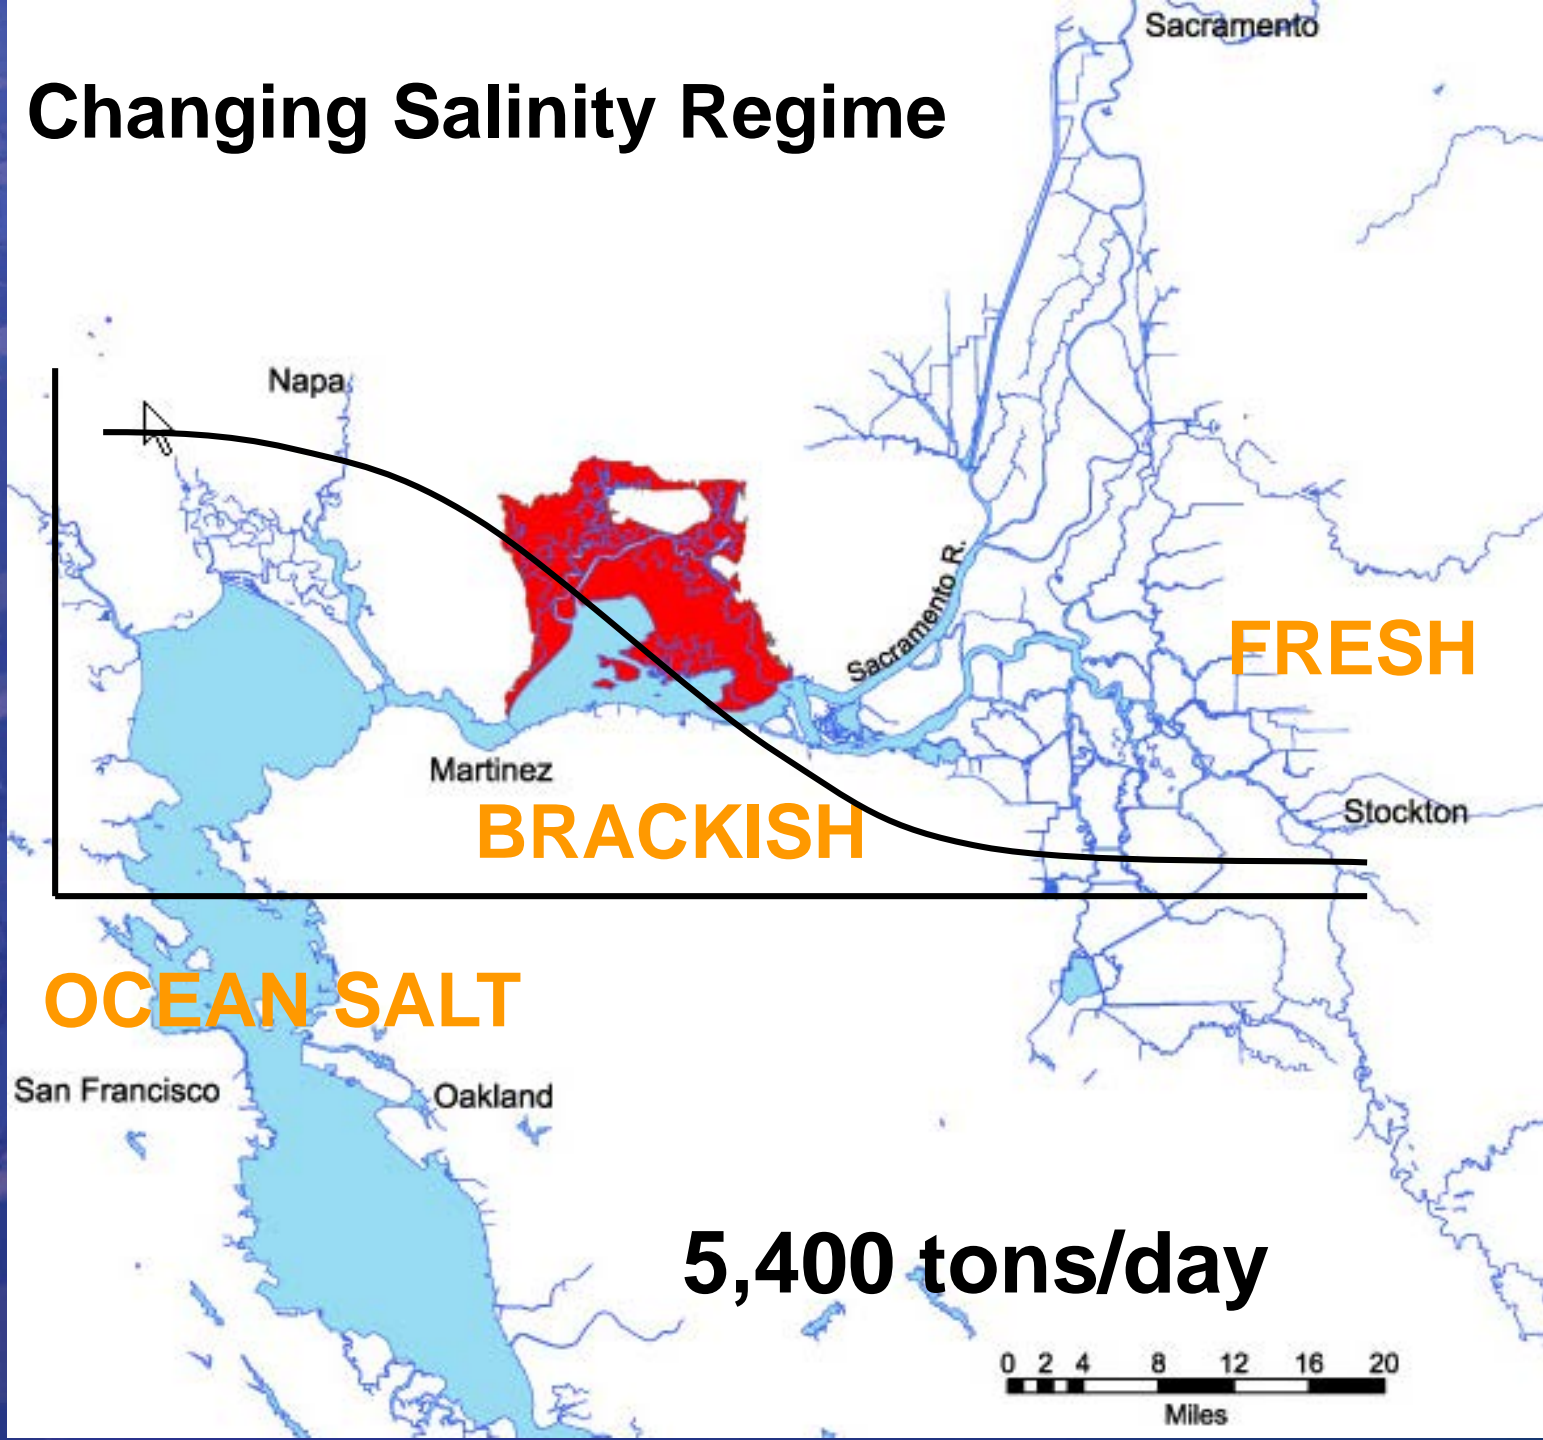 Sacramento
Changing Salinity Regime
Napa
Sacramento R.
FRESH
Martinez
BRACKISH
Stockton
OCEAN SALT
San Francisco
Oakland
5,400 tons/day
0 2 4 8 12 16 20
Miles